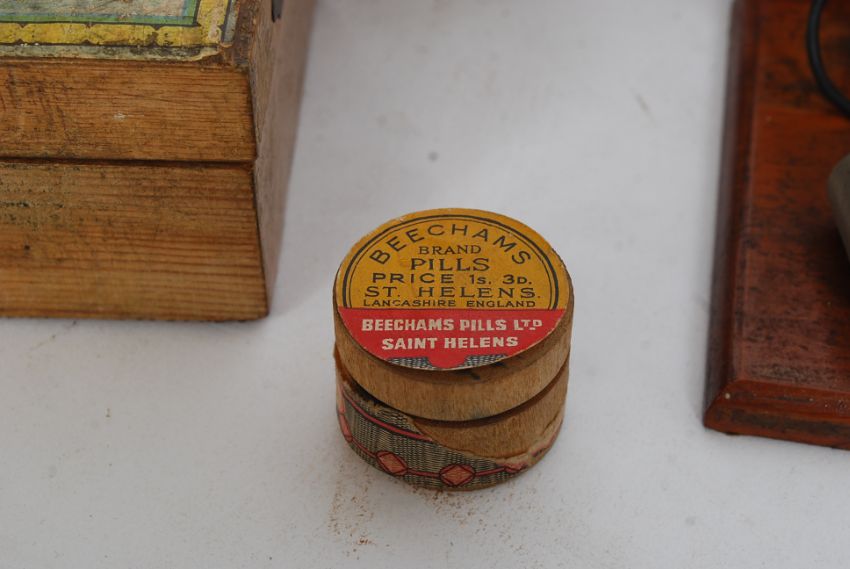 BEECHAMS
BRAND
PILLS
PRICE 1s. 3D.
ST. HELENS.
LANCASHIRE ENGLAND
BEECHAMS PILLS LTD
SAINT HELENS